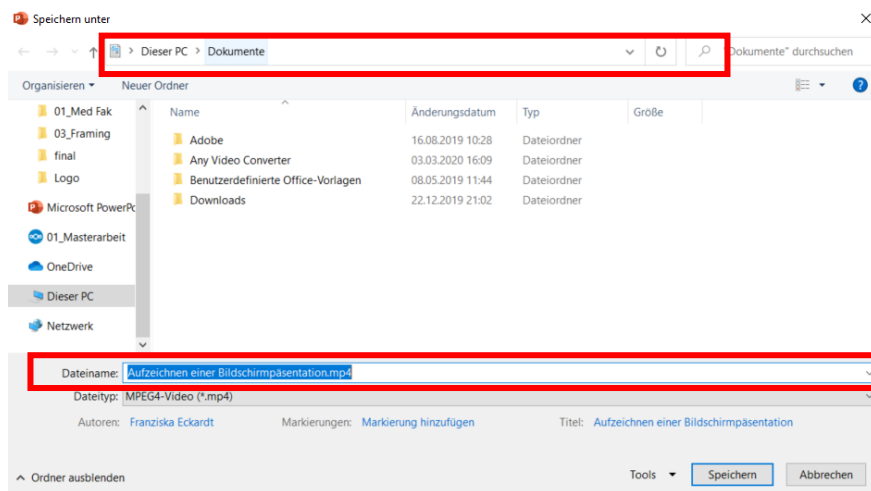 Speichern unter
Dieser PC > Dokumente
"Dokumente" durchsuchen
Organisieren
Neuer Ordner
Name Änderungsdatum Typ Größe
01_Med Fak
03_Framing
final
Logo
Microsoft PowerPo
01_Masterarbeit
OneDrive
Dieser PC
Netzwerk
Adobe 16.08.2019 10:28 Dateiordner
Any Video Converter 03.03.2020 16:09 Dateiordner
Benutzerdefinierte Office-Vorlagen 08.05.2019 11:44 Dateiordner
Downloads 22.12.2019 21:02 Dateiordner
Dateiname: Aufzeichnen einer Bildschirmpäsentation.mp4
Dateityp: MPEG4-Video (*.mp4)
Autoren: Franziska Eckardt Markierungen: Markierung hinzufügen Titel: Aufzeichnen einer Bildschirmpäsentation
Ordner ausblenden
Tools Speichern Abbrechen